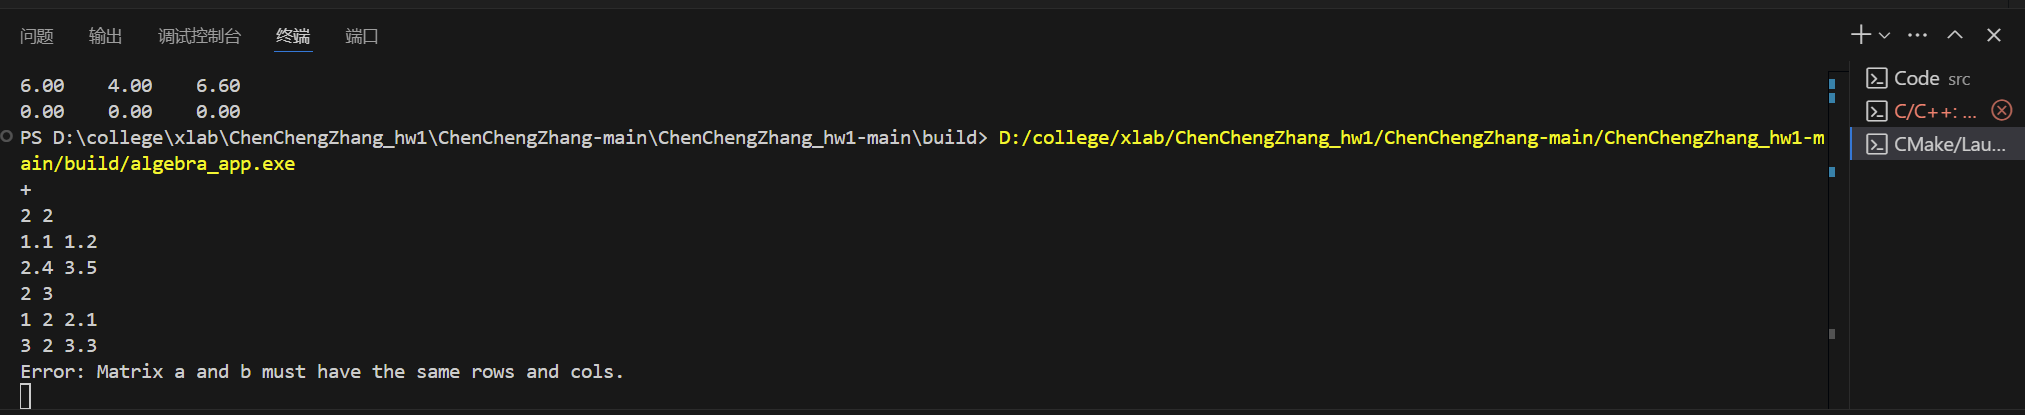 问题 输出 调试控制台 终端 端口
6.00 4.00 6.60
0.00 0.00 0.00
PS D:\college\xlab\ChenChengZhang_hw1\ChenChengZhang-main\ChenChengZhang_hw1-main\build> D:/college/xlab/ChenChengZhang_hw1/ChenChengZhang-main/ChenChengZhang_hw1-m
ain/build/algebra_app.exe
+
2 2
1.1 1.2
2.4 3.5
2 3
1 2 2.1
3 2 3.3
Error: Matrix a and b must have the same rows and cols.
Code src
C/C++: ...
CMake/Lau...